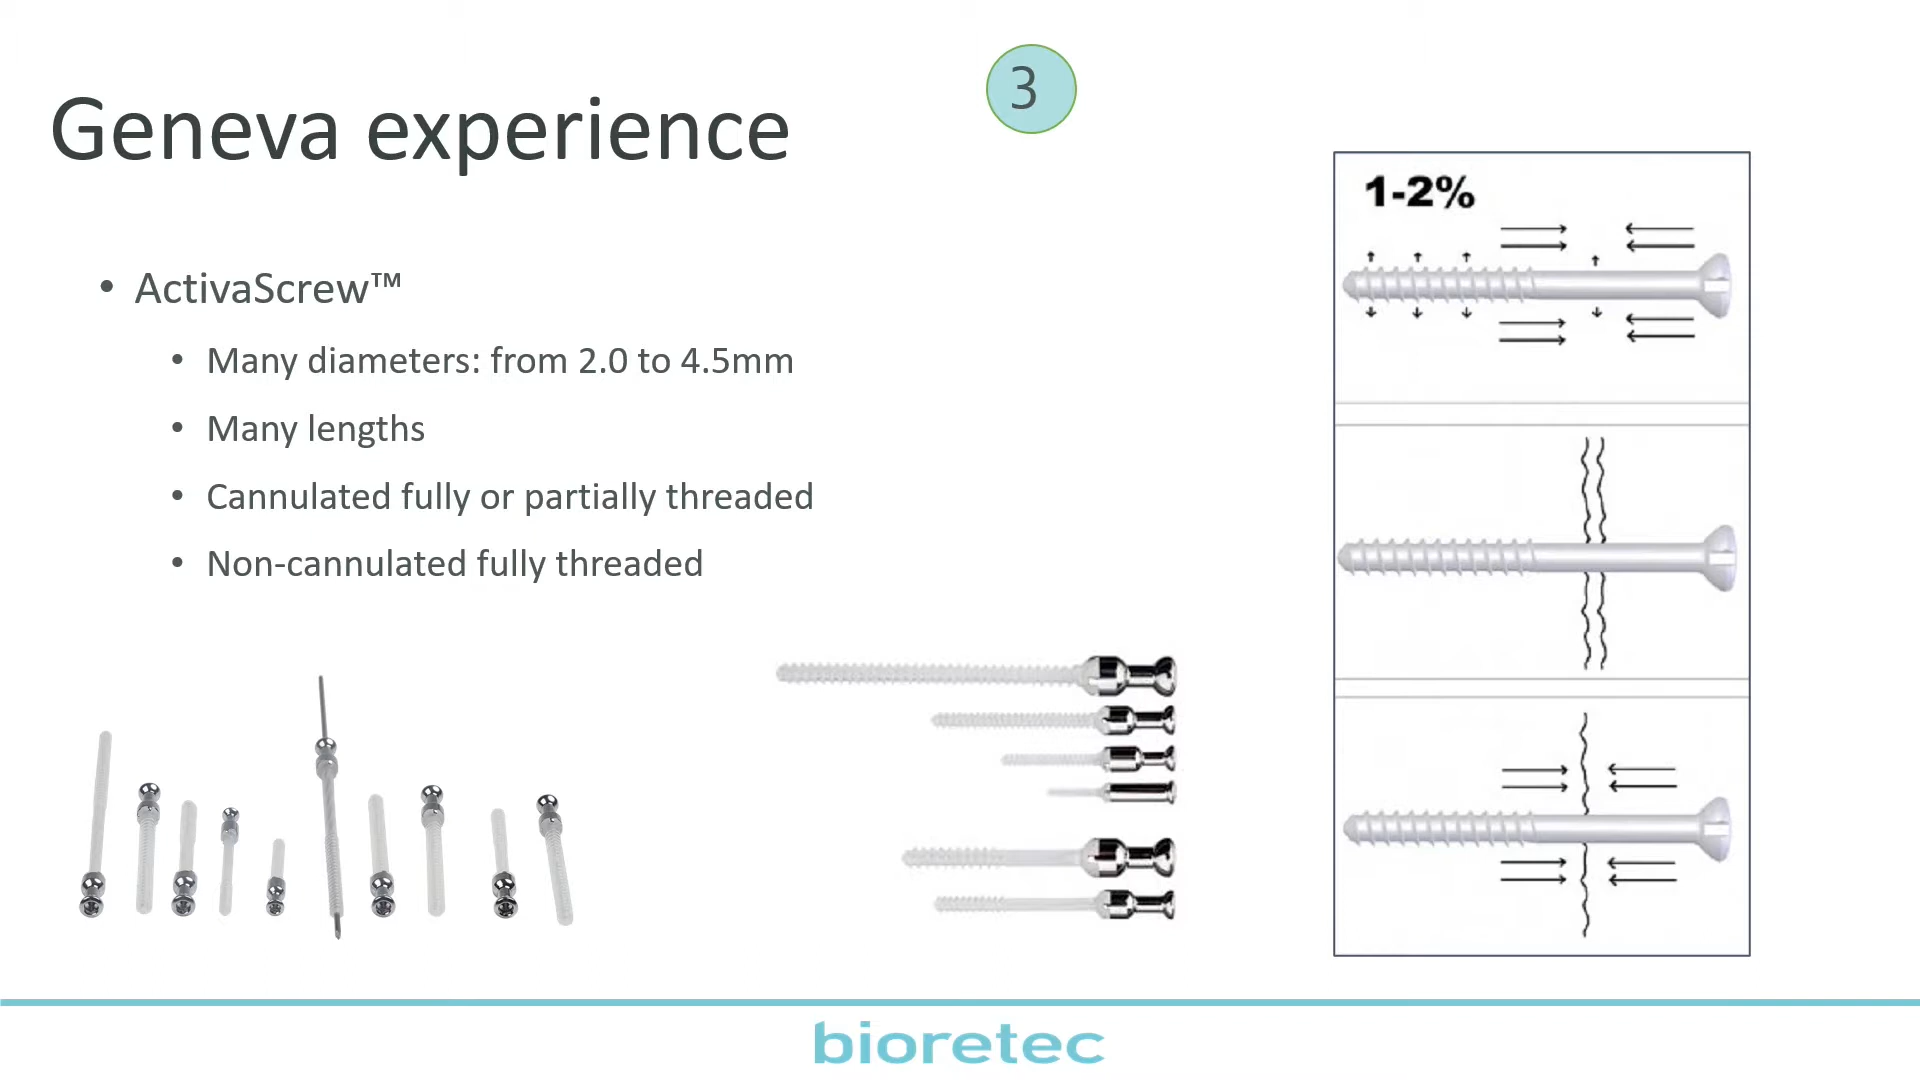 3
Geneva experience
1-2%
• ActivaScrew™
• Many diameters: from 2.0 to 4.5mm
• Many lengths
• Cannulated fully or partially threaded
• Non-cannulated fully threaded
bioretec